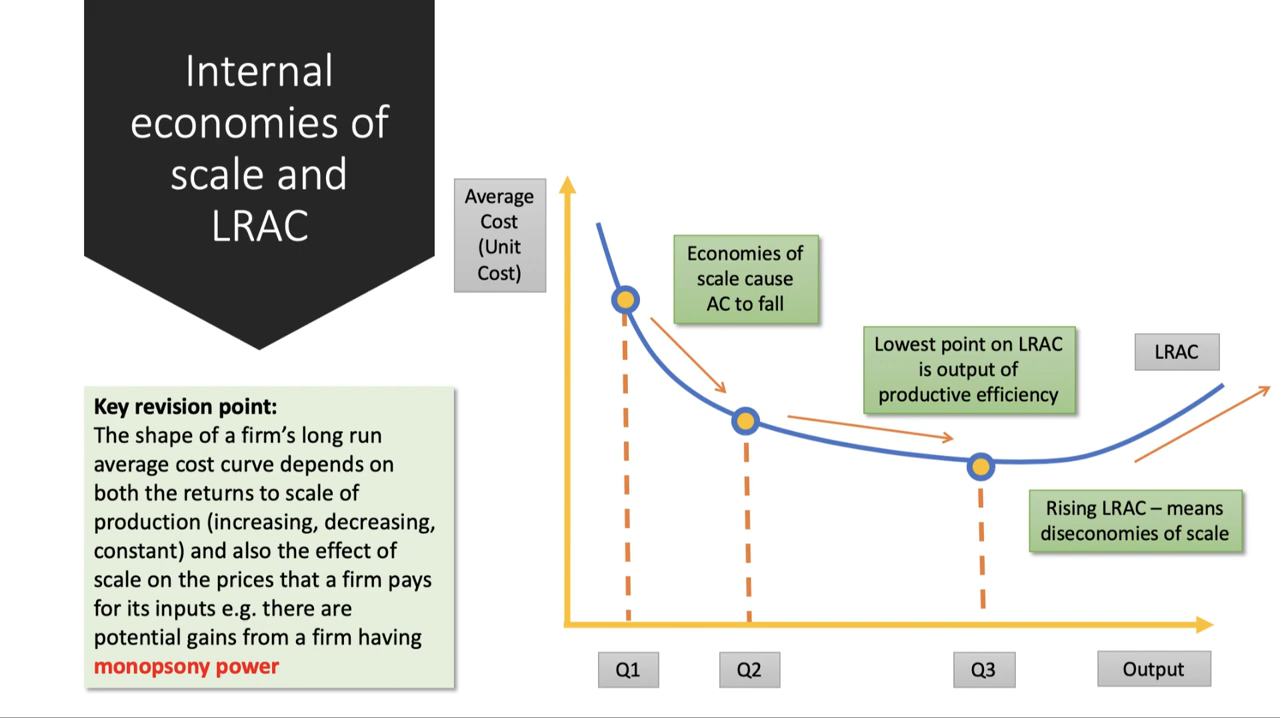 Internal
economies of
scale and
LRAC
Key revision point:
The shape of a firm’s long run
average cost curve depends on
both the returns to scale of
production (increasing, decreasing,
constant) and also the effect of
scale on the prices that a firm pays
for its inputs e.g. there are
potential gains from a firm having
monopsony power
Average
Cost
(Unit
Cost)
Economies of
scale cause
AC to fall
Lowest point on LRAC
is output of
productive efficiency
LRAC
Rising LRAC – means
diseconomies of scale
Q1
Q2
Q3
Output